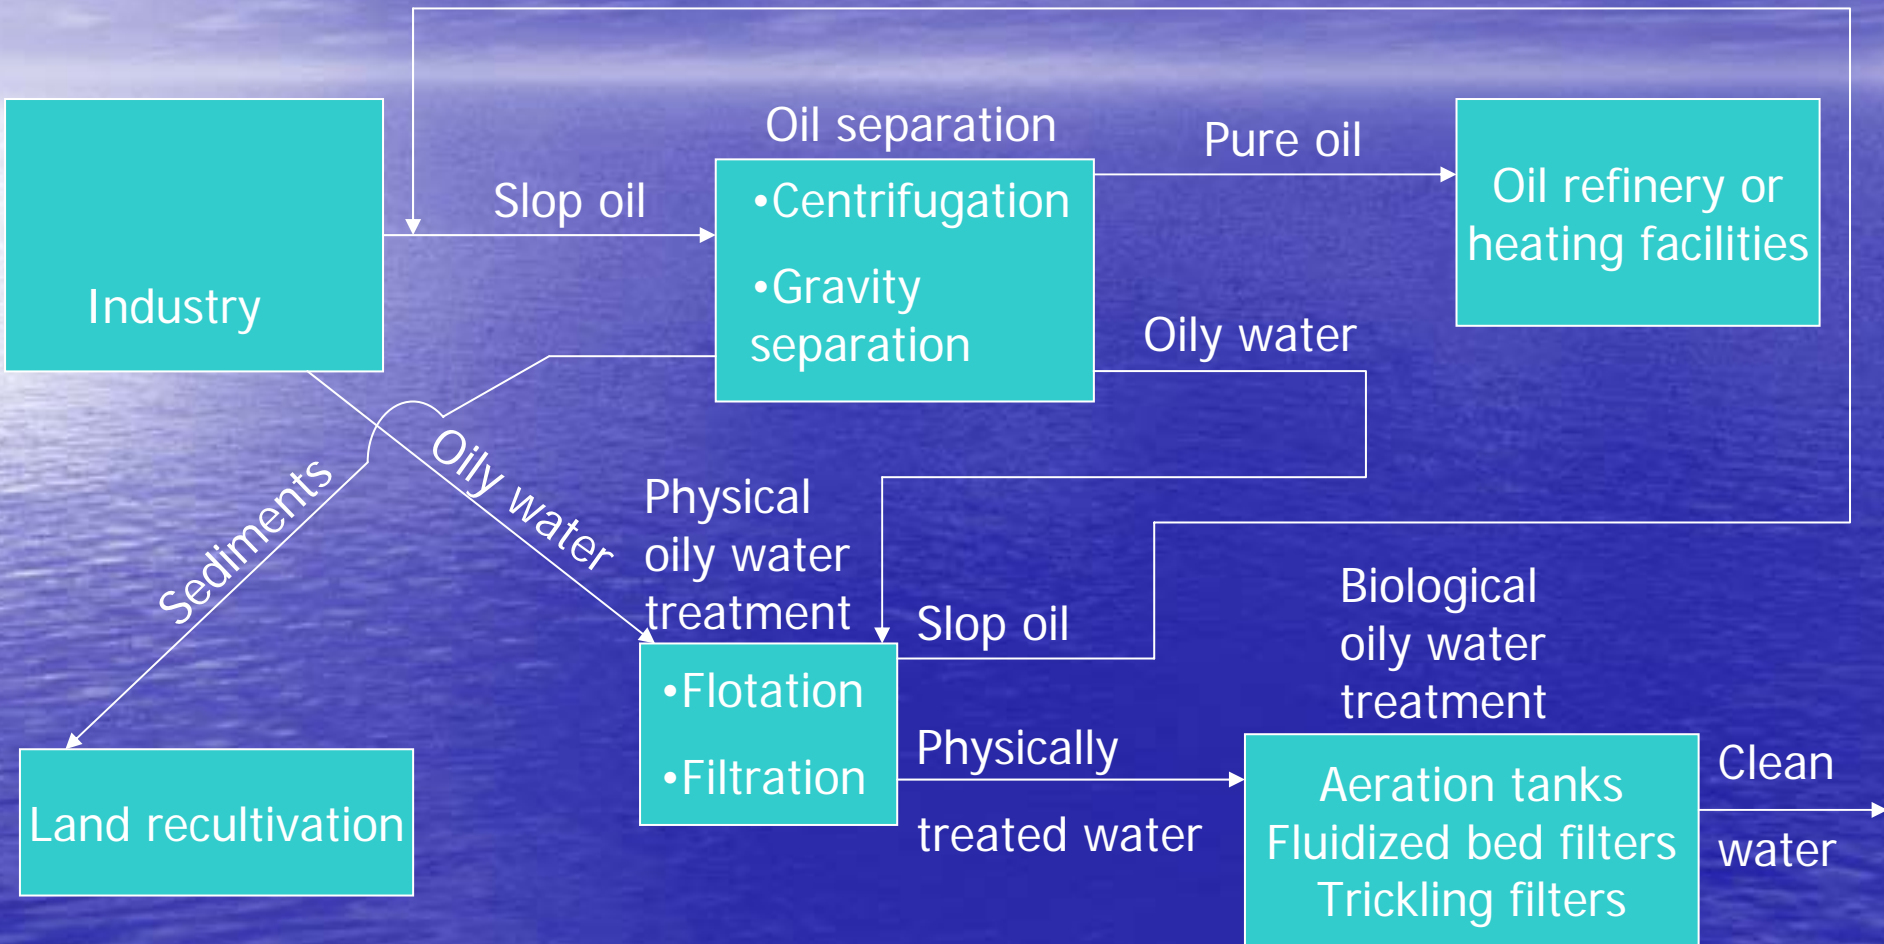 Oil separation
Pure oil
Slop oil
•Centrifugation
•Gravity
separation
Oil refinery or
heating facilities
Industry
Oily water
Oily water
Sediments
Physical
oily water
treatment
Slop oil
Biological
oily water
treatment
•Flotation
•Filtration
Physically
treated water
Land recultivation
Aeration tanks
Fluidized bed filters
Trickling filters
Clean
water